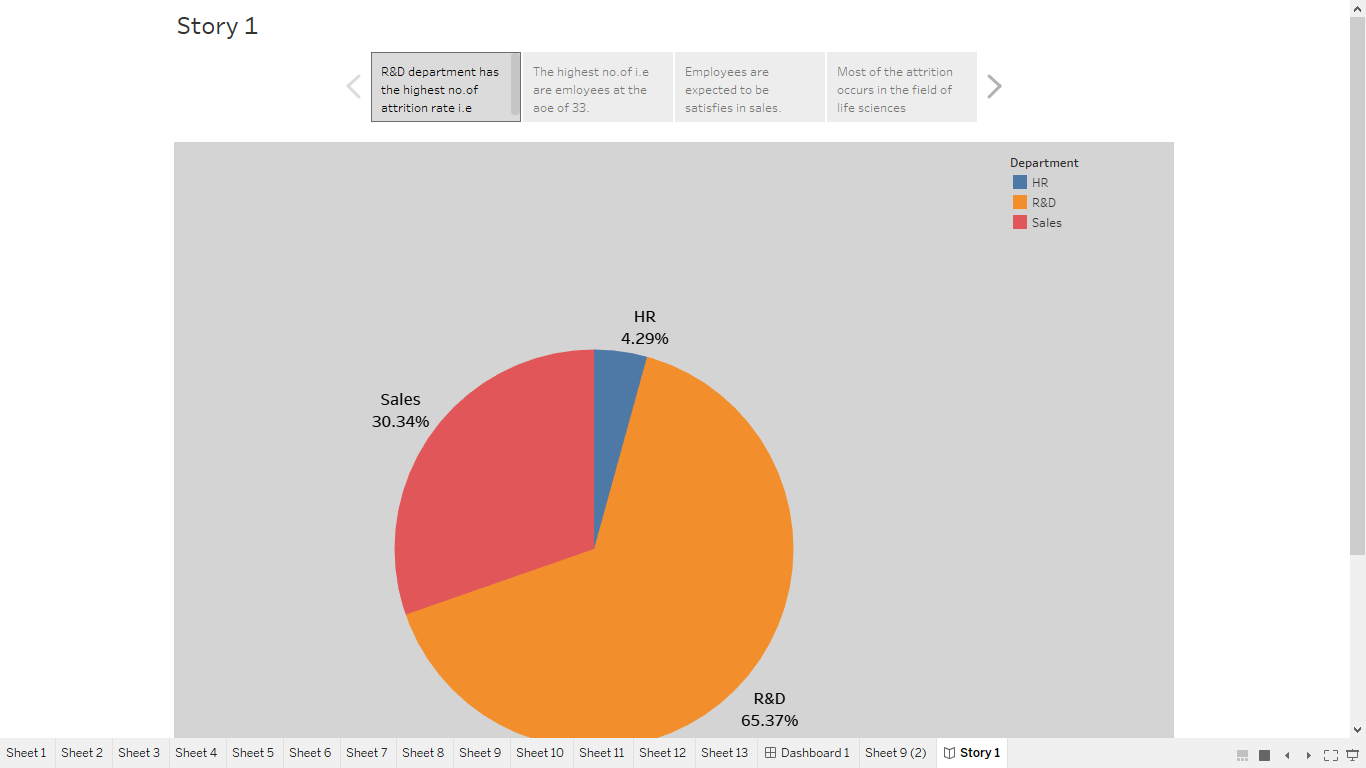 Story 1
R&D department has
the highest no.of
attrition rate i.e
The highest no.of i.e
are emloyees at the
aoe of 33.
Employees are
expected to be
satisfies in sales.
Most of the attrition
occurs in the field of
life sciences
Department
HR
R&D
Sales
HR
4.29%
Sales
30.34%
R&D
65.37%
Sheet 1 Sheet 2 Sheet 3 Sheet 4 Sheet 5 Sheet 6 Sheet 7 Sheet 8 Sheet 9 Sheet 10 Sheet 11 Sheet 12 Sheet 13 Dashboard 1 Sheet 9 (2) Story 1